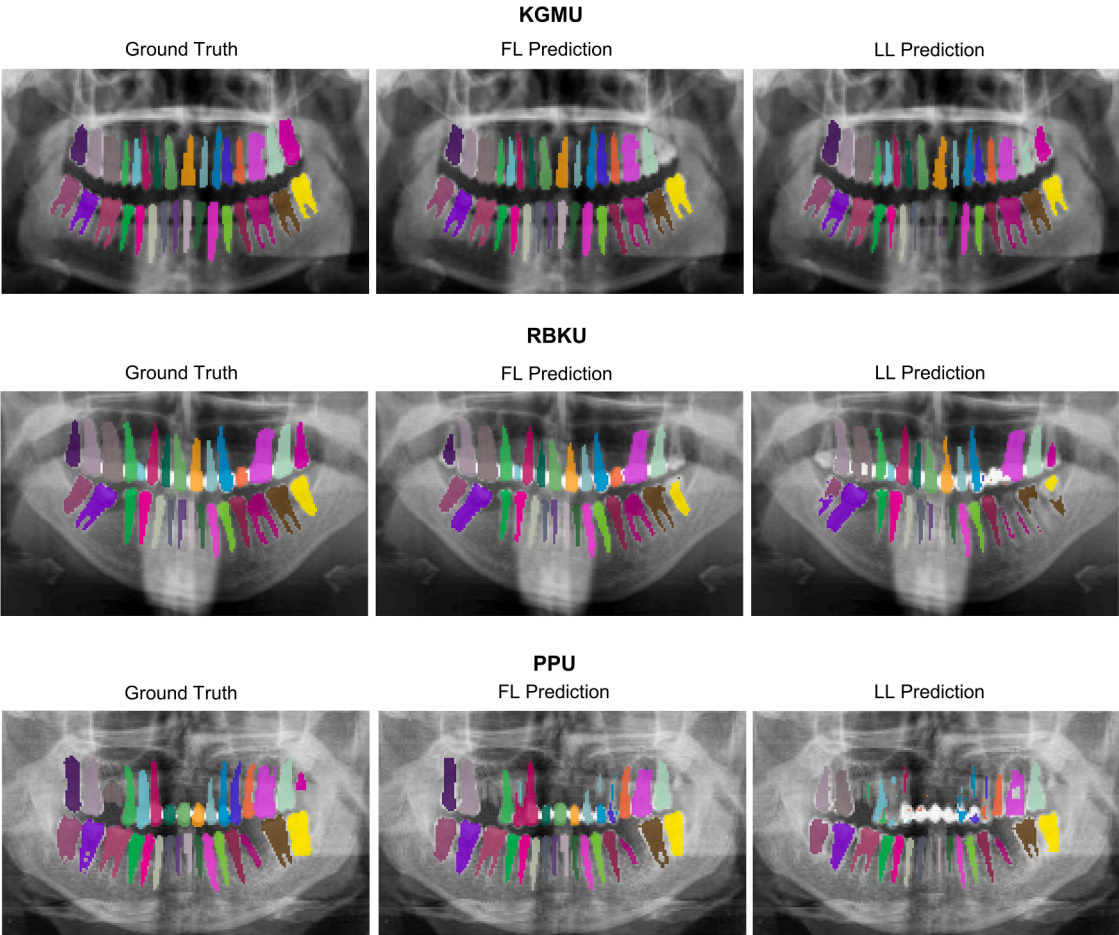 KGMU
Ground Truth FL Prediction LL Prediction
RBKU
Ground Truth FL Prediction LL Prediction
PPU
Ground Truth FL Prediction LL Prediction